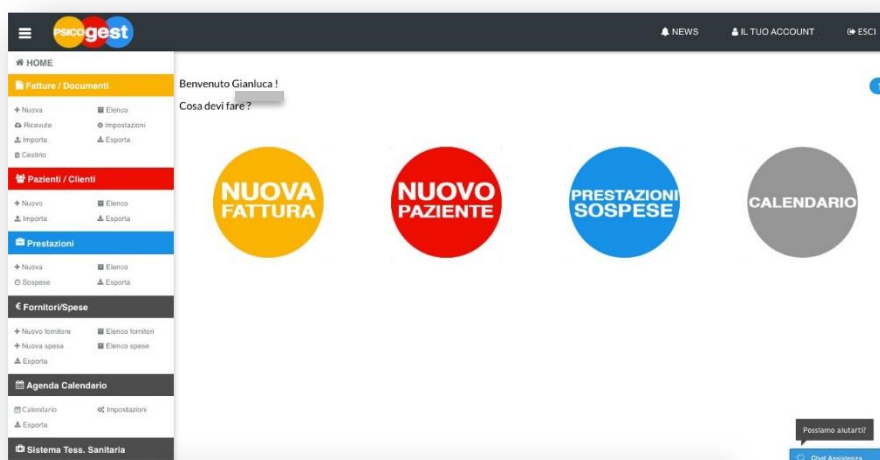 PSICOgest
NEWS
IL TUO ACCOUNT
ESCI
HOME
Fatture / Documenti
+ Nuova
Elenco
Ricevute
Impostazioni
Importa
Esporta
Cestino
Pazienti / Clienti
+ Nuovo
Elenco
Importa
Esporta
Prestazioni
+ Nuova
Elenco
Sospese
Esporta
€ Fornitori/Spese
+ Nuovo fornitore
Elenco fornitori
+ Nuova spesa
Elenco spese
Esporta
Agenda Calendario
Calendario
Impostazioni
Esporta
Sistema Tess. Sanitaria
Benvenuto Gianluca !
Cosa devi fare ?
NUOVA
FATTURA
NUOVO
PAZIENTE
PRESTAZIONI
SOSPESE
CALENDARIO
Possiamo aiutarti?
Chat Assistenza